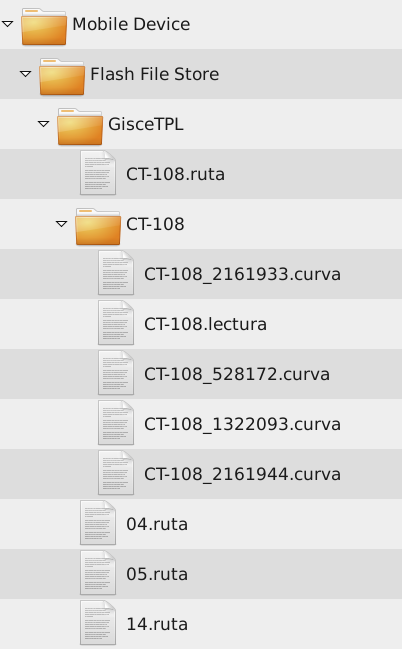 Mobile Device
Flash File Store
GisceTPL
CT-108.ruta
CT-108
CT-108_2161933.curva
CT-108.lectura
CT-108_528172.curva
CT-108_1322093.curva
CT-108_2161944.curva
04.ruta
05.ruta
14.ruta